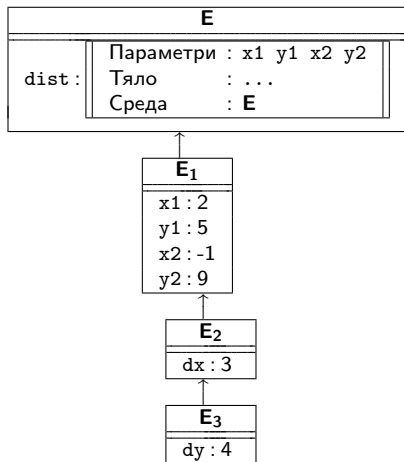 E
Параметри : x1 y1 x2 y2
dist : Тяло : ...
Среда : E
E1
x1 : 2
y1 : 5
x2 : -1
y2 : 9
E2
dx : 3
E3
dy : 4